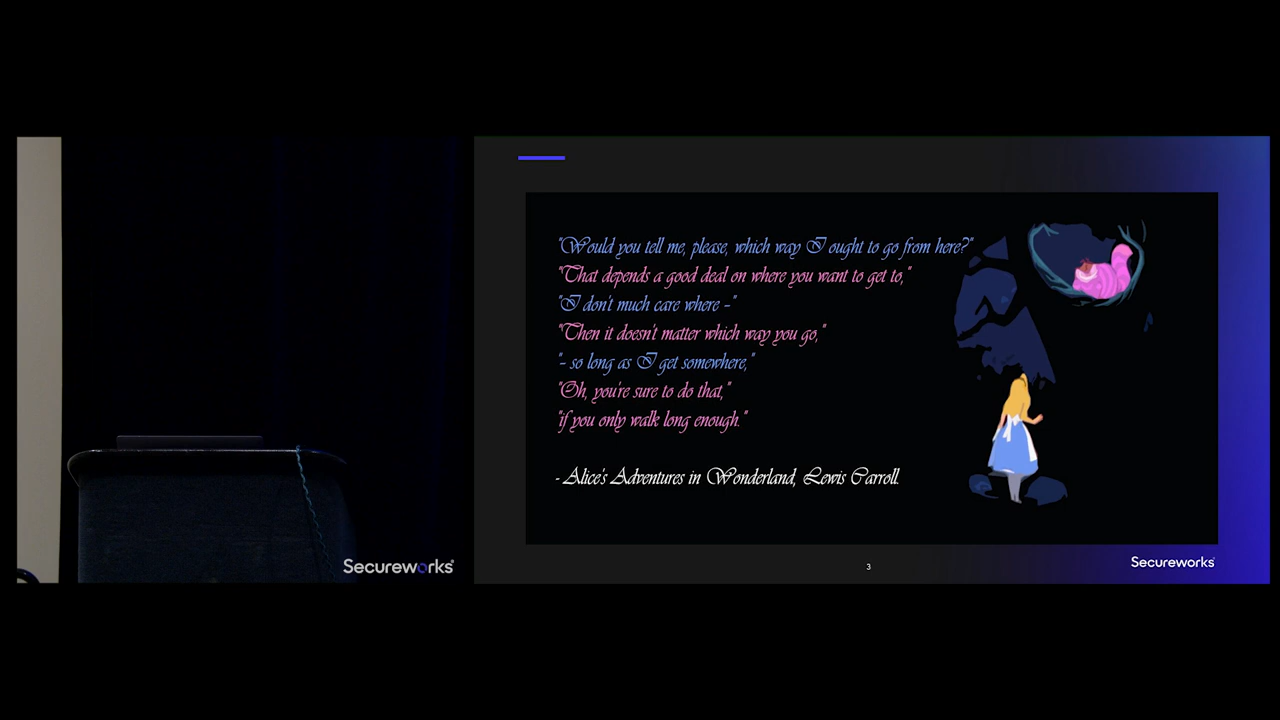 "Would you tell me, please, which way I ought to go from here?"
"That depends a good deal on where you want to get to,"
"I don't much care where –"
"Then it doesn't matter which way you go,"
"– so long as I get somewhere,"
"Oh, you're sure to do that,"
"if you only walk long enough."
- Alice's Adventures in Wonderland, Lewis Carroll.
Secureworks
3
Secureworks